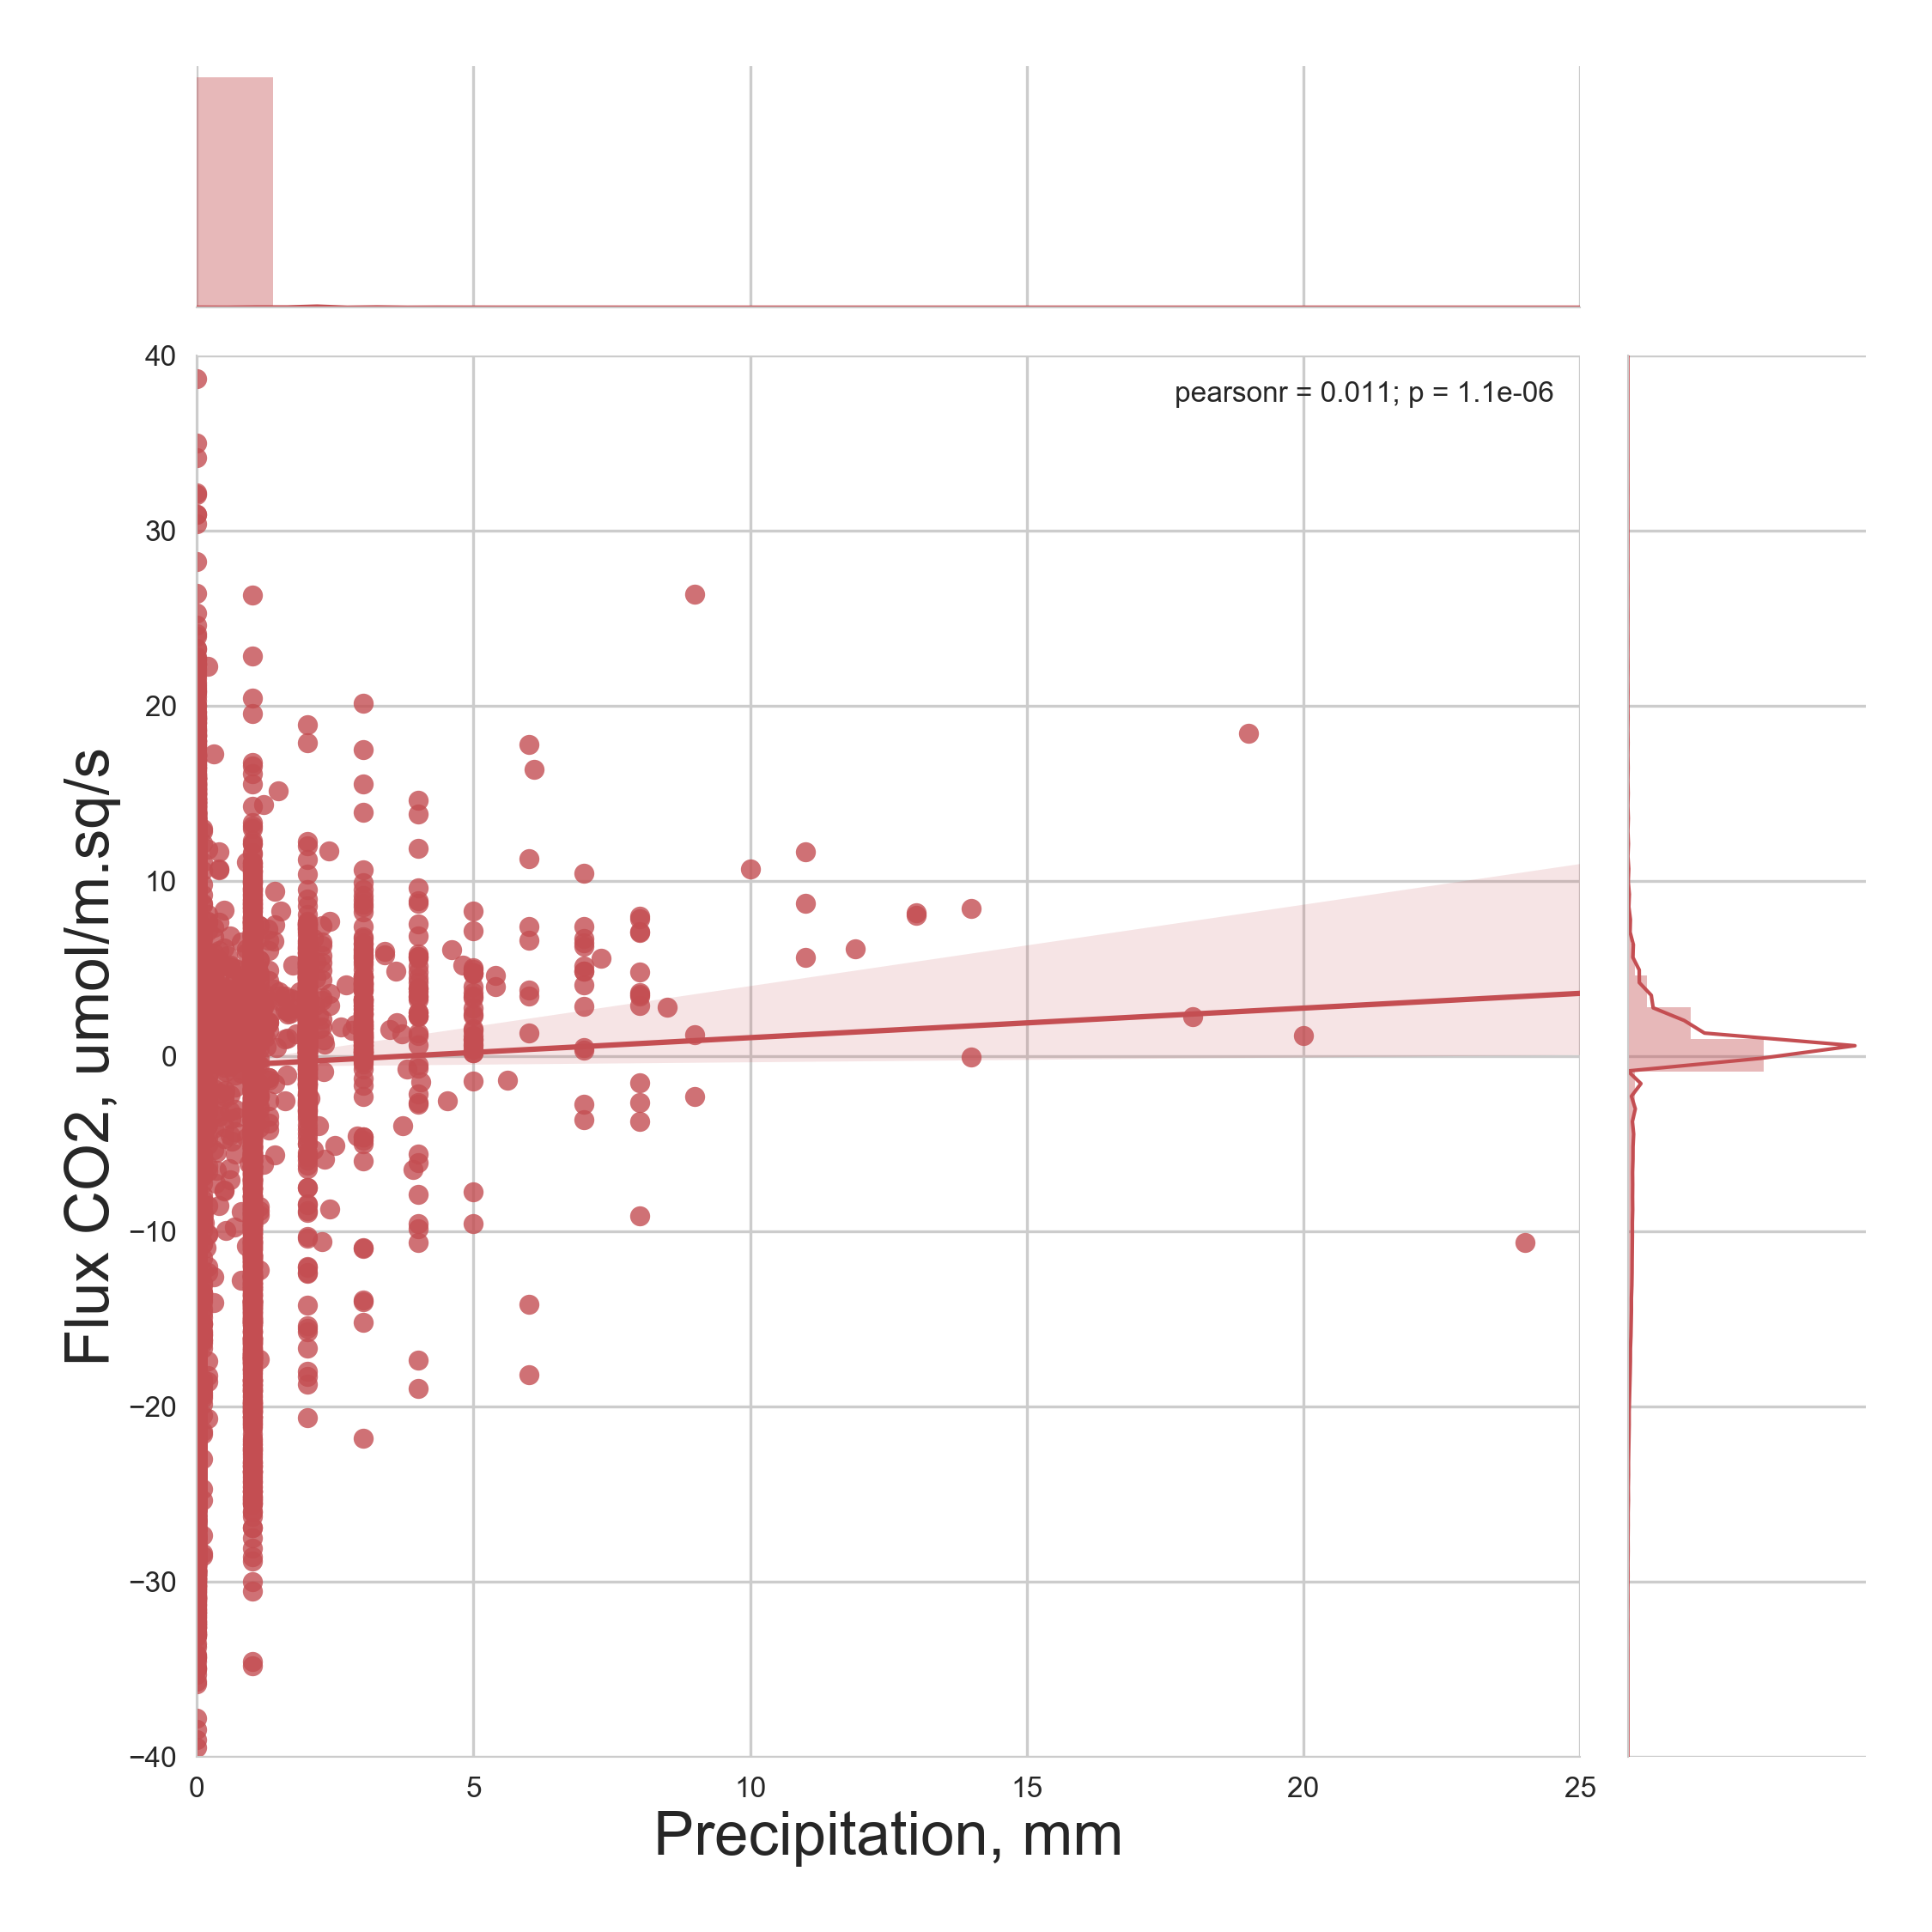 pearsonr = 0.011; p = 1.1e-06
40
30
20
10
0
−10
−20
−30
−40
Flux CO2, umol/m.sq/s
0 5 10 15 20 25
Precipitation, mm